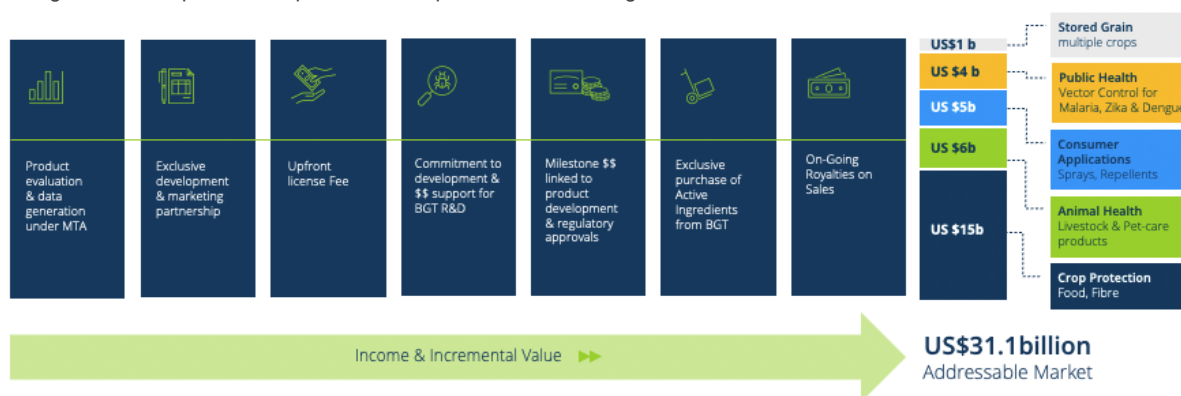 Product
evaluation
& data
generation
under MTA
Exclusive
development
& marketing
partnership
Upfront
license Fee
Commitment to
development &
$$ support for
BGT R&D
Milestone $$
linked to
product
development
& regulatory
approvals
Exclusive
purchase of
Active
Ingredients
from BGT
On-Going
Royalties on
Sales
US$1 b
US $4 b
US $5b
US $6b
US $15b
Stored Grain
multiple crops
Public Health
Vector Control for
Malaria, Zika & Dengue
Consumer
Applications
Sprays, Repellents
Animal Health
Livestock & Pet-care
products
Crop Protection
Food, Fibre
Income & Incremental Value
US$31.1billion
Addressable Market